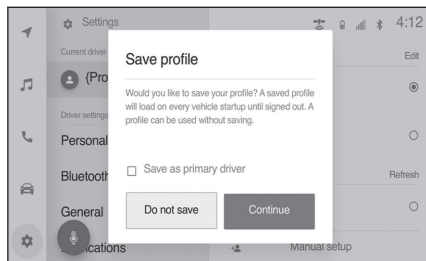 Settings
4:12
Current driver
Edit
{Pro
Driver settings
Personal
Bluetooth
Refresh
General
ications
Manual setup
Save profile
Would you like to save your profile? A saved profile
will load on every vehicle startup until signed out. A
profile can be used without saving.
Save as primary driver
Do not save
Continue